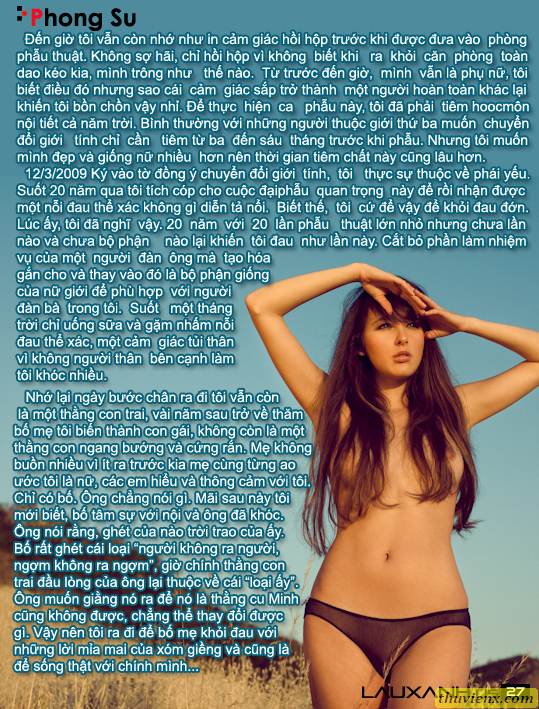 Phong Su
Đến giờ tôi vẫn còn nhớ như in cảm giác hồi hộp trước khi được đưa vào phòng
phẫu thuật. Không sợ hãi, chỉ hồi hộp vì không biết khi ra khỏi căn phòng toàn
dao kéo kia, mình trông như thế nào. Từ trước đến giờ, mình vẫn là phụ nữ, tôi
biết điều đó nhưng sao cái cảm giác sắp trở thành một người hoàn toàn khác lại
khiến tôi bồn chồn vậy nhỉ. Để thực hiện ca phẫu này, tôi đã phải tiêm hoocmôn
nội tiết cả năm trời. Bình thường với những người thuộc giới thứ ba muốn chuyển
đổi giới tính chỉ cần tiêm từ ba đến sáu tháng trước khi phẫu. Nhưng tôi muốn
mình đẹp và giống nữ nhiều hơn nên thời gian tiêm chất này cũng lâu hơn.
12/3/2009 Ký vào tờ đồng ý chuyển đổi giới tính, tôi thực sự thuộc về phái yếu.
Suốt 20 năm qua tôi tích cóp cho cuộc đạiphẫu quan trọng này để rồi nhận được
một nỗi đau thể xác không gì diễn tả nổi. Biết thế, tôi cứ để vậy để khỏi đau đơn.
Lúc ấy, tôi đã nghĩ vậy. 20 năm với 20 lần phẫu thuật lớn nhỏ nhưng chưa lần
nào và chưa bộ phận nào lại khiến tôi đau như lần này. Cắt bỏ phần làm nhiệm
vụ của một người đàn ông mà tạo hóa
gắn cho và thay vào đó là bộ phận giống
của nữ giới để phù hợp với người
đàn bà trong tôi. Suốt một tháng
trời chỉ uống sữa và gặm nhấm nỗi
đau thể xác, một cảm giác tủi thân
vì không người thân bên cạnh làm
tôi khóc nhiều.
Nhớ lại ngày bước chân ra đi tôi vẫn còn
là một thằng con trai, vài năm sau trở về thăm
bố mẹ tôi biến thành con gái, không còn là một
thằng con ngang bướng và cứng rắn. Mẹ không
buồn nhiều vì ít ra trước kia mẹ cùng từng ao
ước tôi là nữ, các em hiểu và thông cảm với tôi.
Chỉ có bố. Ông chẳng nói gì. Mãi sau này tôi
mới biết, bố tâm sự với nội và ông đã khóc.
Ông nói rằng, ghét của nào trời trao của ấy.
Bố rất ghét cái loại "người không ra người,
ngợm không ra ngợm", giờ chính thằng con
trai đầu lòng của ông lại thuộc về cái "loại ấy".
Ông muốn giằng nó ra để nó là thằng cu Minh
cũng không được, chẳng thể thay đổi được
gì. Vậy nên tôi ra đi để bố mẹ khỏi đau với
những lời mỉa mai của xóm giềng và cũng là
để sống thật với chính mình...
27
thuvienx.com